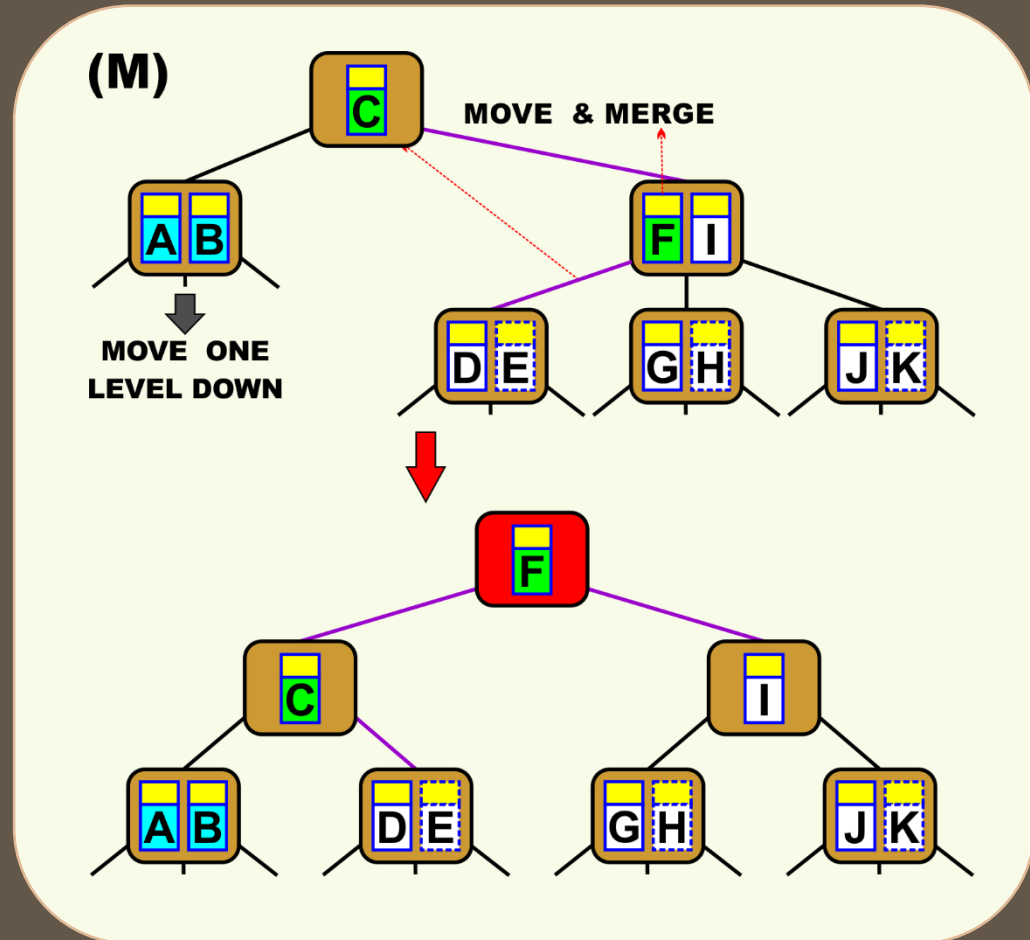 (M)
C
MOVE & MERGE
A B
F I
MOVE ONE
LEVEL DOWN
D E
G H
J K
F
C
I
A B
D E
G H
J K